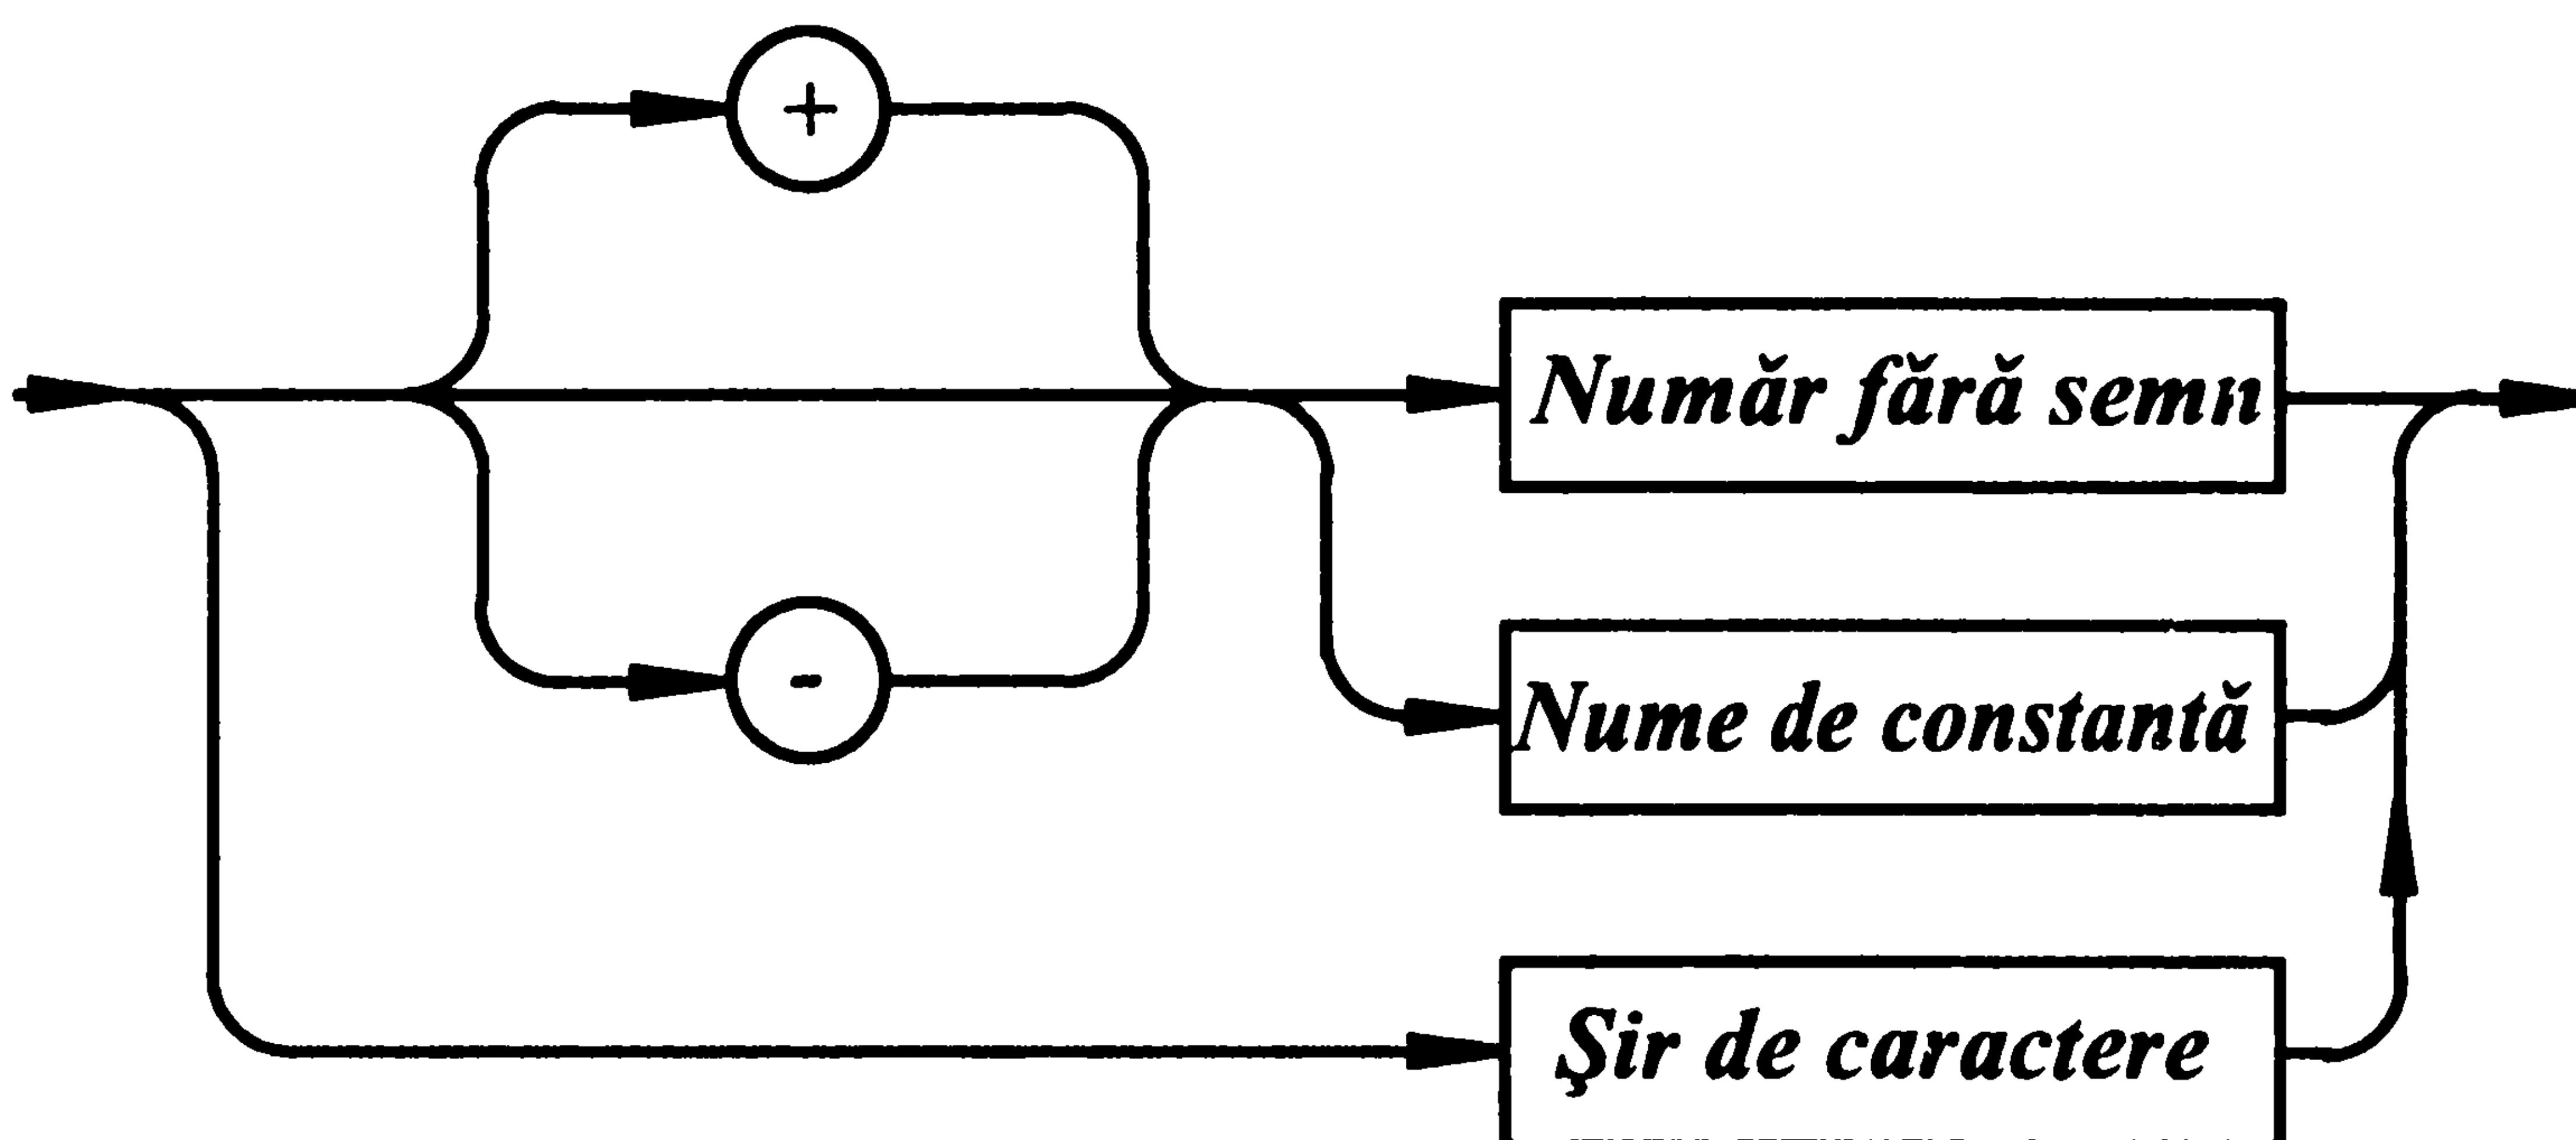 +
Număr fără semn
-
Nume de constantă
Şir de caractere